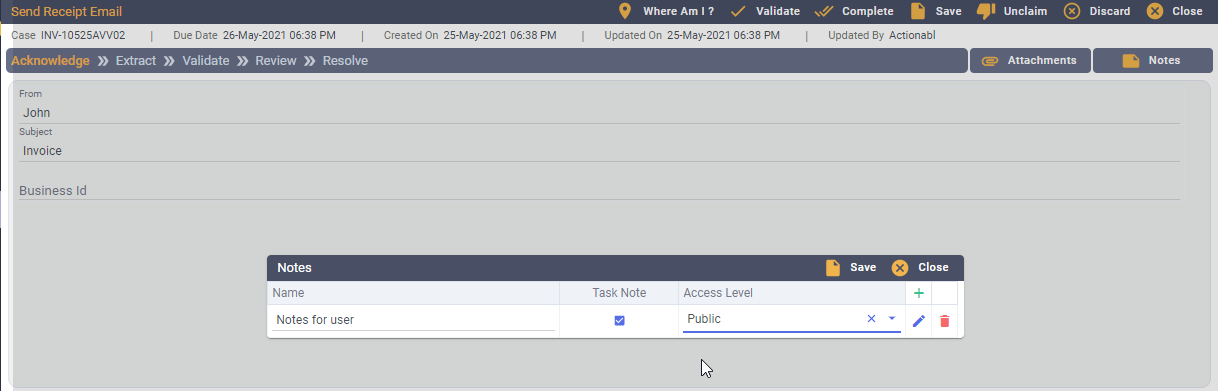 Send Receipt Email Where Am I ? Validate Complete Save Unclaim Discard Close
Case INV-10525AVV02 | Due Date 26-May-2021 06:38 PM | Created On 25-May-2021 06:38 PM | Updated On 25-May-2021 06:38 PM | Updated By Actionabl
Acknowledge » Extract » Validate » Review » Resolve Attachments Notes
From
John
Subject
Invoice
Business Id
Notes Save Close
Name Task Note Access Level
Notes for user Public